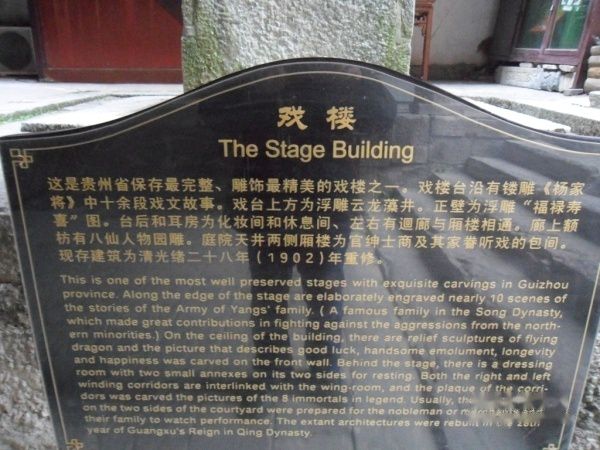 戏楼
The Stage Building
这是贵州省保存最完整、雕饰最精美的戏楼之一。戏楼台沿有镂雕《杨家
将》中十余段戏文故事。戏台上方为浮雕云龙藻井。正壁为浮雕“福禄寿
喜”图。台后和耳房为化妆间和休息间、左右有迴廊与厢楼相通。廊上额
枋有八仙人物园雕。庭院天井两侧厢楼为官绅士商及其家眷听戏的包间。
现存建筑为清光绪二十八年(1902)年重修。
This is one of the most well preserved stages with exquisite carvings in Guizhou
province. Along the edge of the stage are elaborately engraved nearly 10 scenes of
the stories of the Army of Yangs' family. ( A famous family in the Song Dynasty,
which made great contributions in fighting against the aggressions from the north-
ern minorities.) On the ceiling of the building, there are relief sculptures of flying
dragon and the picture that describes good luck, handsome emolument, longevity
and happiness was carved on the front wall. Behind the stage, there is a dressing
room with two small annexes on its two sides for resting. Both the right and left
winding corridors are interlinked with the wing-room, and the plaque of the corri-
dors was carved the pictures of the 8 immortals in legend. Usually, the
on the two sides of the courtyard were prepared for the nobleman or merchants and
their family to watch performance. The extant architectures were rebuilt in the 28th
year of Guangxu's Reign in Qing Dynasty.